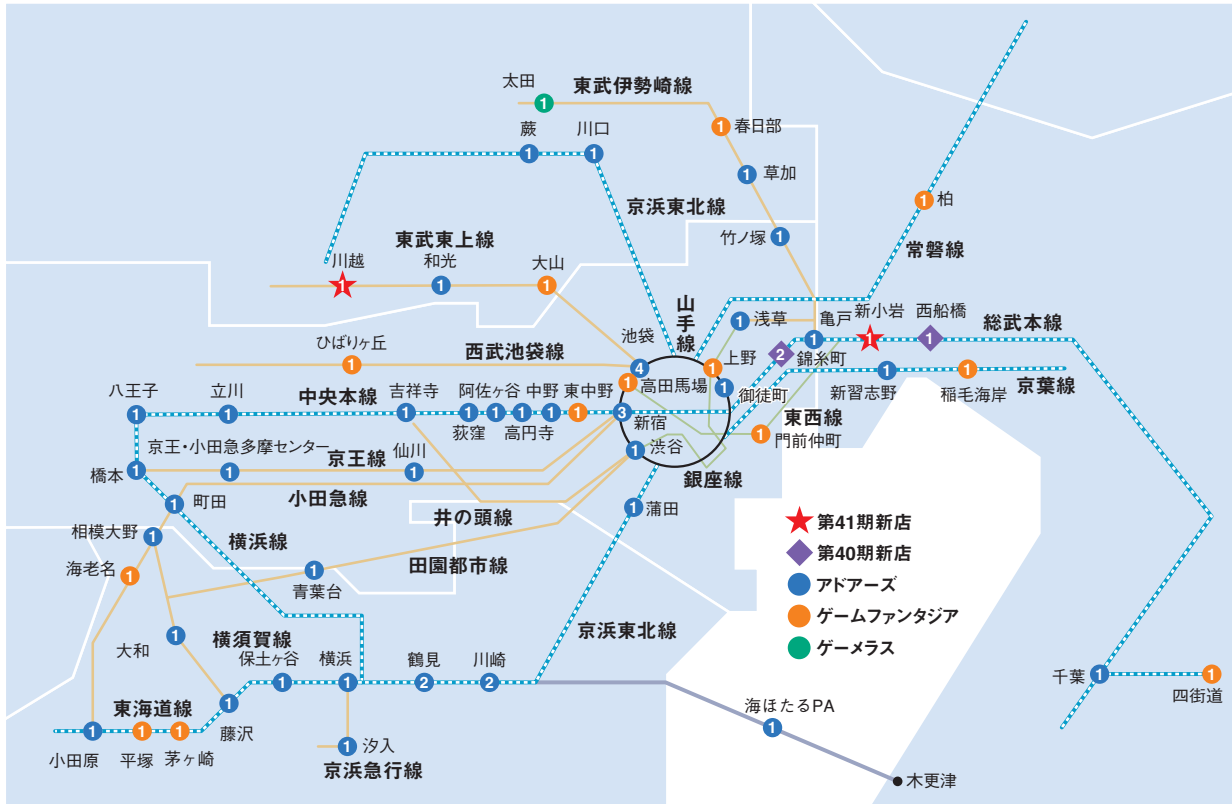 太田
1
東武伊勢崎線
1
春日部
蕨
1
川口
1
1
草加
京浜東北線
1
柏
竹ノ塚
1
常磐線
東武東上線
川越
1
和光
1
大山
1
山手線
浅草
1
亀戸
1
新小岩
1
西船橋
1
総武本線
池袋
4
上野
1
2
錦糸町
ひばりヶ丘
1
西武池袋線
1
高田馬場
1
御徒町
新習志野
1
稲毛海岸
1
京葉線
八王子
1
立川
1
中央本線
吉祥寺
1
阿佐ヶ谷
1
1
荻窪
高円寺
1
中野
1
東中野
1
3
新宿
東西線
1
門前仲町
京王・小田急多摩センター
1
京王線
仙川
1
1
渋谷
銀座線
橋本
1
小田急線
町田
1
井の頭線
1
蒲田
相模大野
1
横浜線
田園都市線
海老名
1
青葉台
1
第41期新店
第40期新店
アドアーズ
ゲームファンタジア
ゲーメラス
大和
1
横須賀線
保土ヶ谷
1
横浜
1
鶴見
2
川崎
2
京浜東北線
千葉
1
1
四街道
東海道線
1
藤沢
海ほたるPA
1
小田原
1
平塚
1
茅ヶ崎
1
1
汐入
京浜急行線
木更津